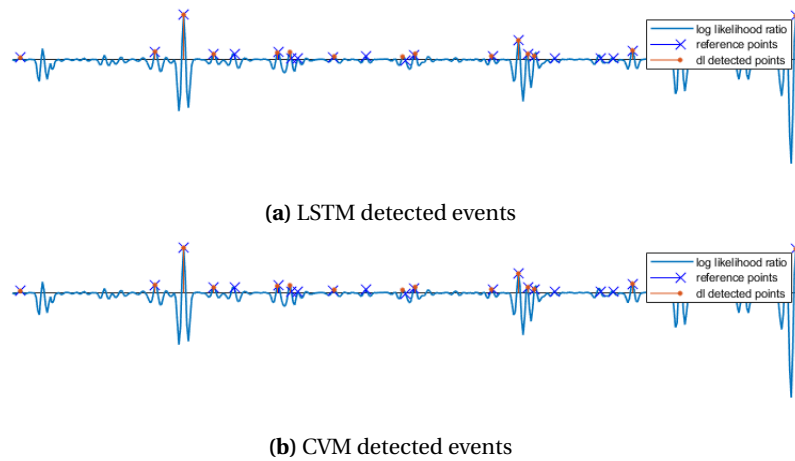 log likelihood ratio
reference points
dl detected points
(a) LSTM detected events
log likelihood ratio
reference points
dl detected points
(b) CVM detected events